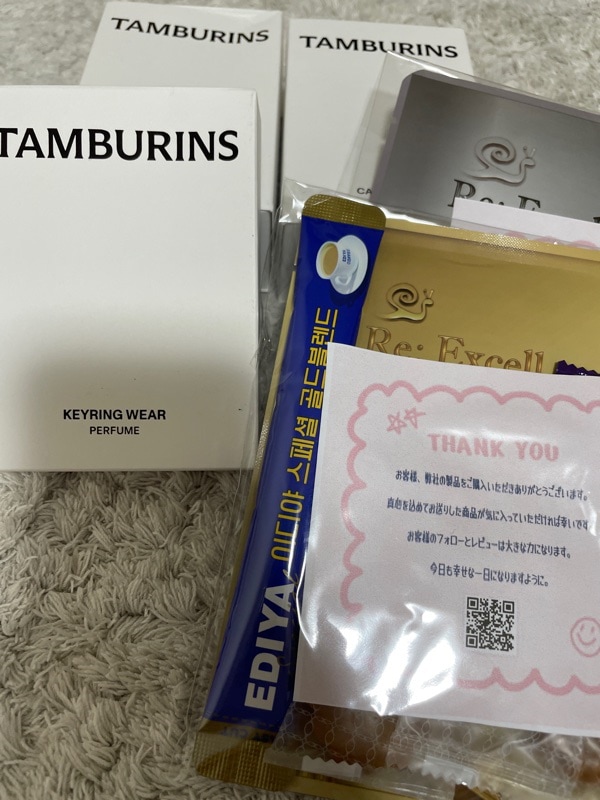 TAMBURINS
TAMBURINS
TAMBURINS
KEYRING WEAR
PERFUME
CA
Re: Excell
EDIYA 이디야 스페셜 골드블렌드
THANK YOU
お客様、弊社の製品をご購入いただきありがとうございます。
真心を込めてお送りした商品が気に入っていただければ幸いです
お客様のフォローとレビューは大きな力になります。
今日も幸せな一日になりますように。